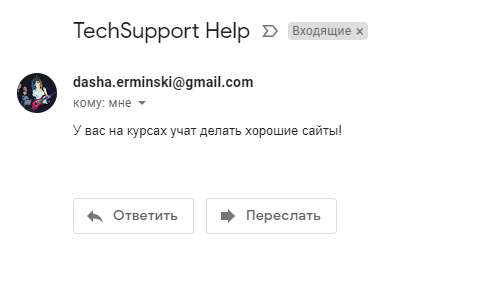 TechSupport Help Входящие ×
dasha.erminski@gmail.com
кому: мне
У вас на курсах учат делать хорошие сайты!
Ответить Переслать